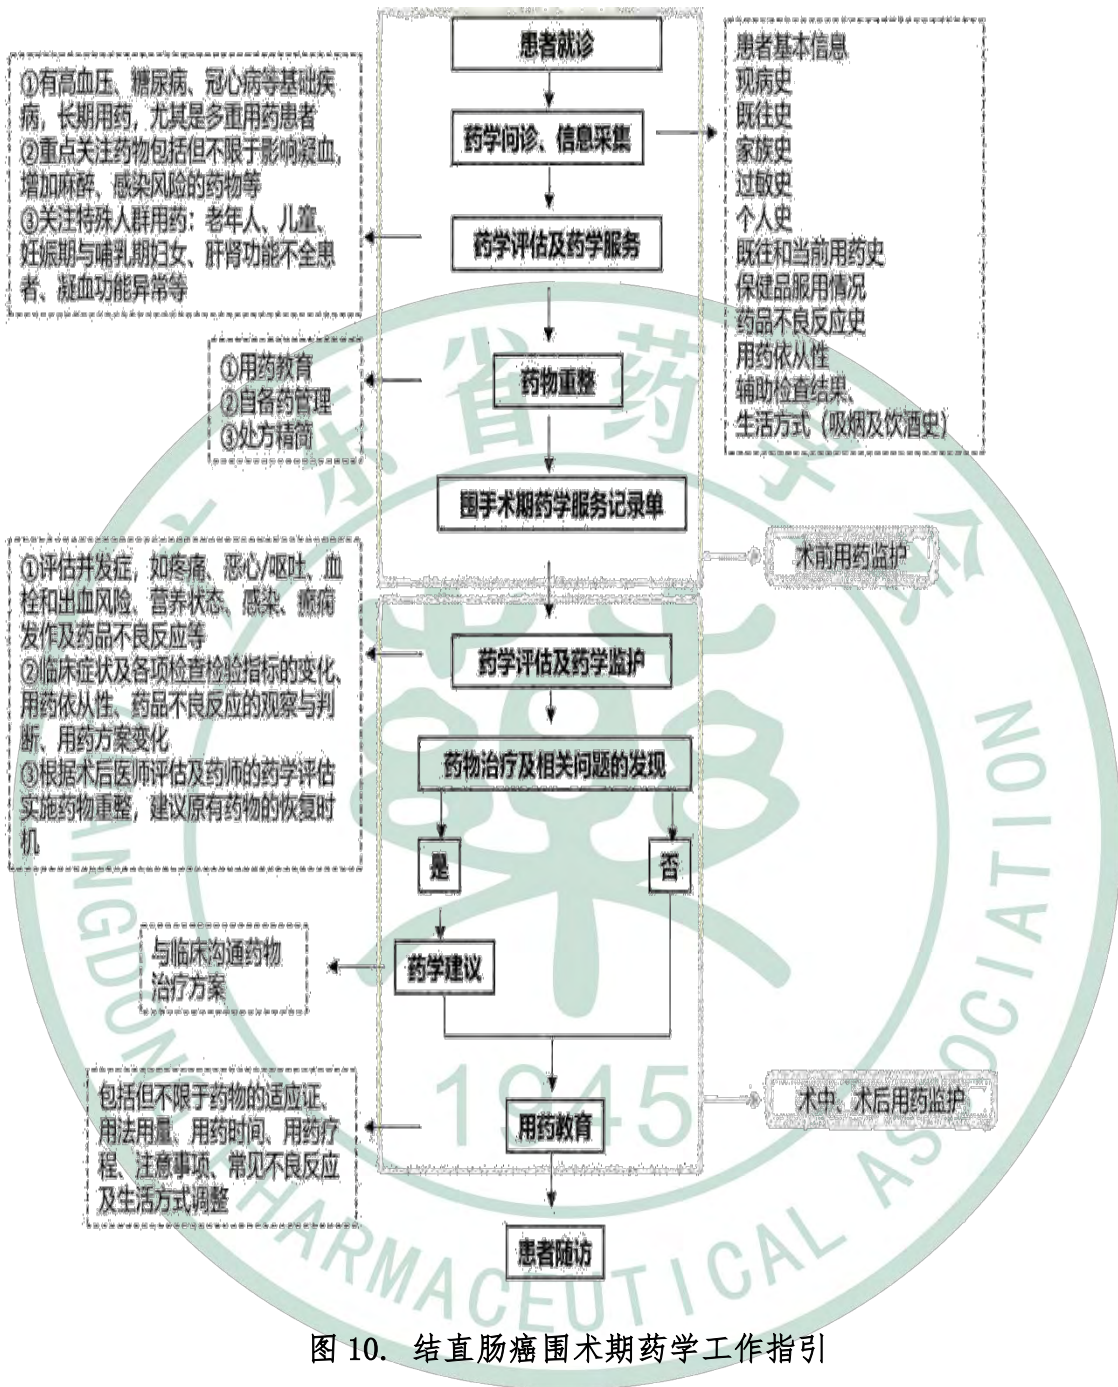 患者就诊
药学问诊、信息采集
患者基本信息
现病史
既往史
家族史
过敏史
个人史
既往和当前用药史
保健品服用情况
药品不良反应史
用药依从性
辅助检查结果、
生活方式（吸烟及饮酒史）
①有高血压、糖尿病、冠心病等基础疾
病，长期用药，尤其是多重用药患者
②重点关注药物包括但不限于影响凝血，
增加麻醉、感染风险的药物等
③关注特殊人群用药：老年人、儿童、
妊娠期与哺乳期妇女、肝肾功能不全患
者、凝血功能异常等
药学评估及药学服务
①用药教育
②自备药管理
③处方精简
药物重整
围手术期药学服务记录单
术前用药监护
①评估并发症，如疼痛、恶心/呕吐、血
栓和出血风险、营养状态、感染、癫痫
发作及药品不良反应等
②临床症状及各项检查检验指标的变化、
用药依从性、药品不良反应的观察与判
断、用药方案变化
③根据术后医师评估及药师的药学评估
实施药物重整，建议原有药物的恢复时
机
药学评估及药学监护
药物治疗及相关问题的发现
是
否
与临床沟通药物
治疗方案
药学建议
包括但不限于药物的适应证、
用法用量、用药时间、用药疗
程、注意事项、常见不良反应
及生活方式调整
用药教育
术中、术后用药监护
患者随访
广东省药学会
1945
GUANGDONG PHARMACEUTICAL ASSOCIATION
图 10. 结直肠癌围术期药学工作指引